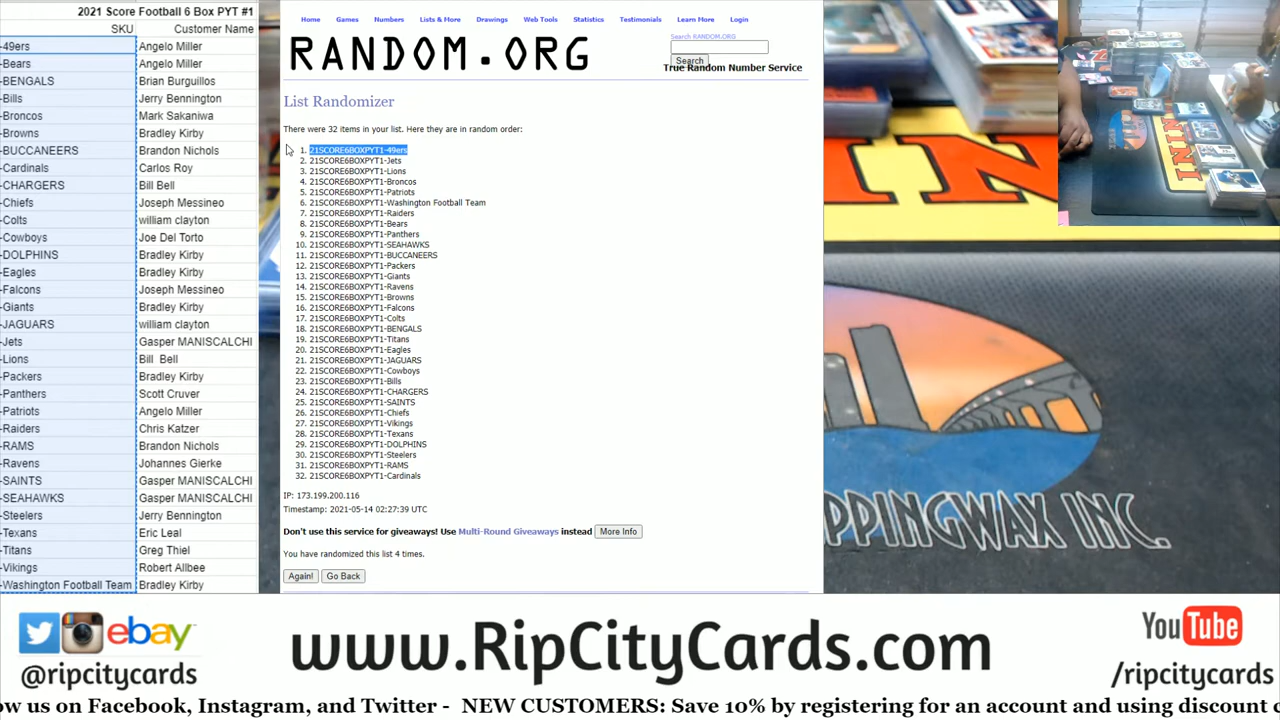 2021 Score Football 6 Box PYT #1
SKU Customer Name
-49ers Angelo Miller
-Bears Angelo Miller
-BENGALS Brian Burguillos
-Bills Jerry Bennington
-Broncos Mark Sakaniwa
-Browns Bradley Kirby
-BUCCANEERS Brandon Nichols
-Cardinals Carlos Roy
-CHARGERS Bill Bell
-Chiefs Joseph Messineo
-Colts william clayton
-Cowboys Joe Del Torto
-DOLPHINS Bradley Kirby
-Eagles Bradley Kirby
-Falcons Joseph Messineo
-Giants Bradley Kirby
-JAGUARS william clayton
-Jets Gasper MANISCALCHI
-Lions Bill Bell
-Packers Bradley Kirby
-Panthers Scott Cruver
-Patriots Angelo Miller
-Raiders Chris Katzer
-RAMS Brandon Nichols
-Ravens Johannes Gierke
-SAINTS Gasper MANISCALCHI
-SEAHAWKS Gasper MANISCALCHI
-Steelers Jerry Bennington
-Texans Eric Leal
-Titans Greg Thiel
-Vikings Robert Allbee
-Washington Football Team Bradley Kirby
Home Games Numbers Lists & More Drawings Web Tools Statistics Testimonials Learn More Login
RANDOM.ORG
Search RANDOM.ORG
Search
True Random Number Service
List Randomizer
There were 32 items in your list. Here they are in random order:
1. 21SCORE6BOXPYT1-49ers
2. 21SCORE6BOXPYT1-Jets
3. 21SCORE6BOXPYT1-Lions
4. 21SCORE6BOXPYT1-Broncos
5. 21SCORE6BOXPYT1-Patriots
6. 21SCORE6BOXPYT1-Washington Football Team
7. 21SCORE6BOXPYT1-Raiders
8. 21SCORE6BOXPYT1-Bears
9. 21SCORE6BOXPYT1-Panthers
10. 21SCORE6BOXPYT1-SEAHAWKS
11. 21SCORE6BOXPYT1-BUCCANEERS
12. 21SCORE6BOXPYT1-Packers
13. 21SCORE6BOXPYT1-Giants
14. 21SCORE6BOXPYT1-Ravens
15. 21SCORE6BOXPYT1-Browns
16. 21SCORE6BOXPYT1-Falcons
17. 21SCORE6BOXPYT1-Colts
18. 21SCORE6BOXPYT1-BENGALS
19. 21SCORE6BOXPYT1-Titans
20. 21SCORE6BOXPYT1-Eagles
21. 21SCORE6BOXPYT1-JAGUARS
22. 21SCORE6BOXPYT1-Cowboys
23. 21SCORE6BOXPYT1-Bills
24. 21SCORE6BOXPYT1-CHARGERS
25. 21SCORE6BOXPYT1-SAINTS
26. 21SCORE6BOXPYT1-Chiefs
27. 21SCORE6BOXPYT1-Vikings
28. 21SCORE6BOXPYT1-Texans
29. 21SCORE6BOXPYT1-DOLPHINS
30. 21SCORE6BOXPYT1-Steelers
31. 21SCORE6BOXPYT1-RAMS
32. 21SCORE6BOXPYT1-Cardinals
IP: 173.199.200.116
Timestamp: 2021-05-14 02:27:39 UTC
Don't use this service for giveaways! Use Multi-Round Giveaways instead More Info
You have randomized this list 4 times.
Again! Go Back
PPINGWAX INC.
ebay
@ripcitycards
www.RipCityCards.com
YouTube
/ripcitycards
ow us on Facebook, Instagram, and Twitter - NEW CUSTOMERS: Save 10% by registering for an account and using discount c